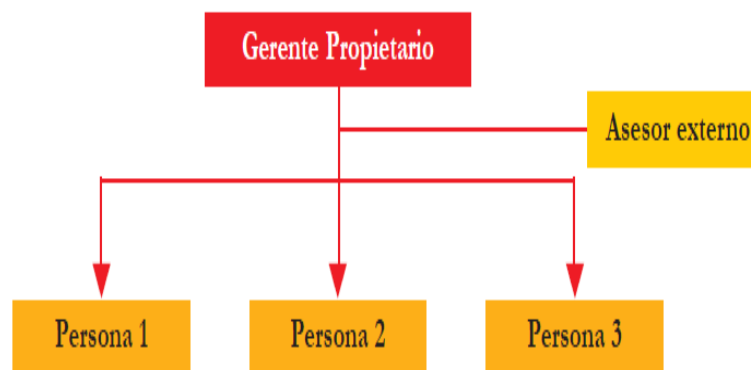 Gerente Propietario
Asesor externo
Persona 1
Persona 2
Persona 3